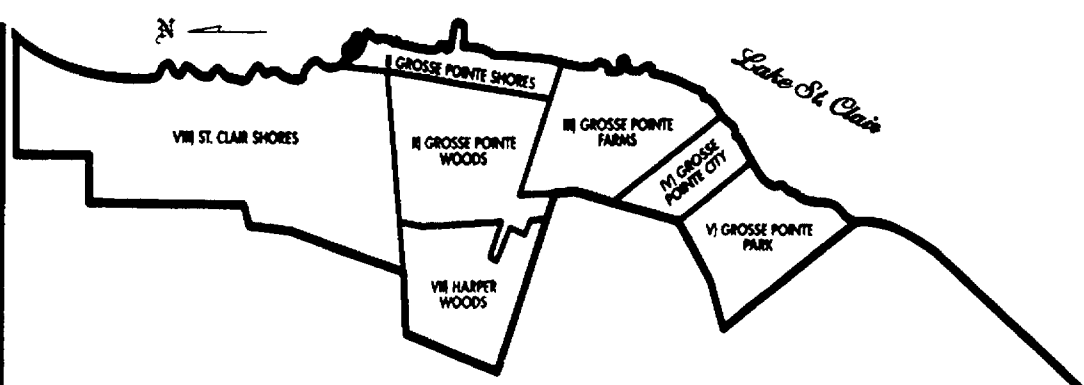 N
Lake St. Clair
I GROSSE POINTE SHORES
VIII) ST. CLAIR SHORES
II) GROSSE POINTE
WOODS
III) GROSSE POINTE
FARMS
IV) GROSSE
POINTE CITY
V) GROSSE POINTE
PARK
VII) HARPER
WOODS